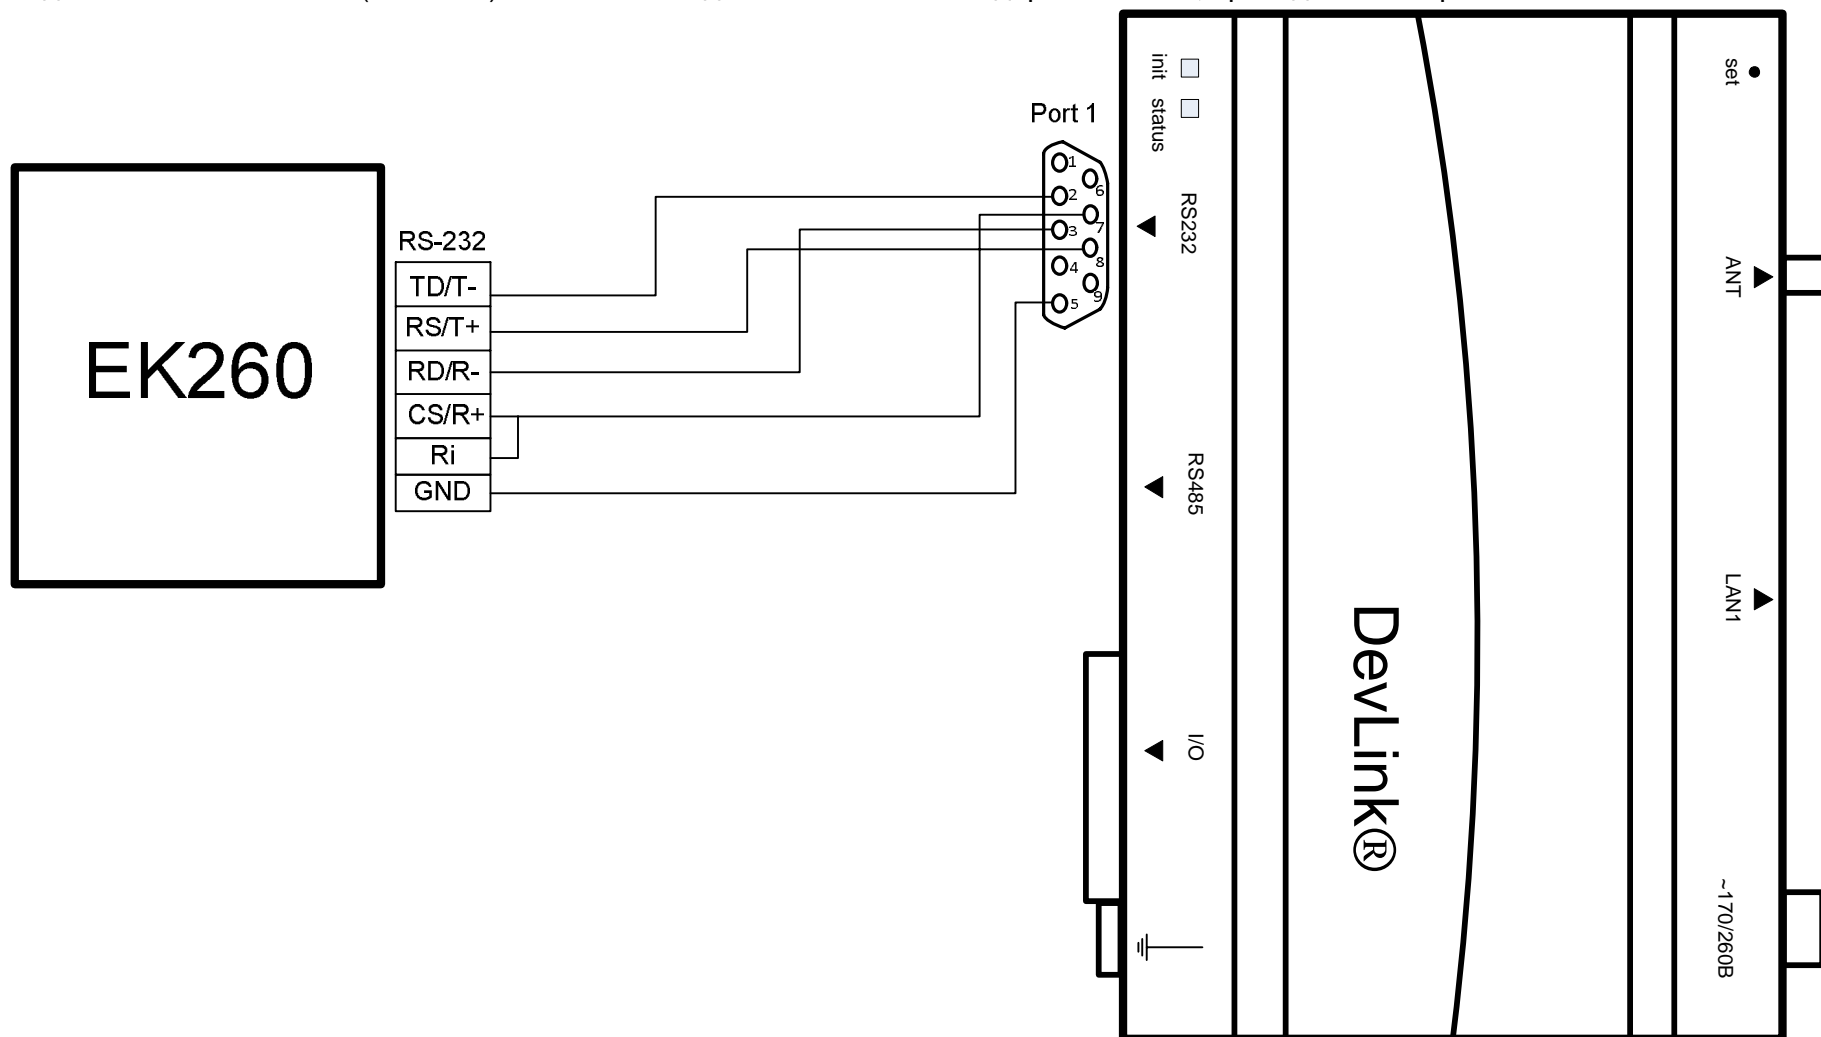 Port 1
init
status
set
1
6
2
7
3
8
4
9
5
RS232
RS-232
TD/T-
RS/T+
RD/R-
CS/R+
Ri
GND
EK260
ANT
RS485
LAN1
DevLink®
I/O
~170/260В